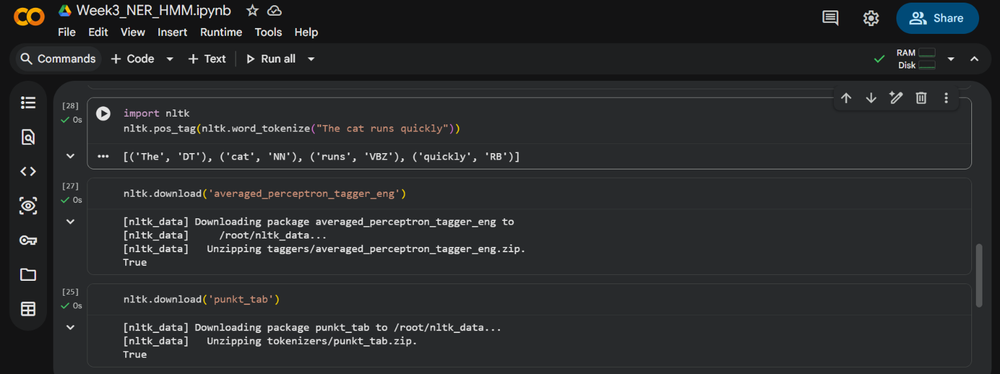 Week3_NER_HMM.ipynb
File Edit View Insert Runtime Tools Help
Share
Commands + Code + Text Run all
RAM
Disk
[28]
0s
import nltk
nltk.pos_tag(nltk.word_tokenize("The cat runs quickly"))
[('The', 'DT'), ('cat', 'NN'), ('runs', 'VBZ'), ('quickly', 'RB')]
[27]
0s
nltk.download('averaged_perceptron_tagger_eng')
[nltk_data] Downloading package averaged_perceptron_tagger_eng to
[nltk_data]     /root/nltk_data...
[nltk_data]   Unzipping taggers/averaged_perceptron_tagger_eng.zip.
True
[25]
0s
nltk.download('punkt_tab')
[nltk_data] Downloading package punkt_tab to /root/nltk_data...
[nltk_data]   Unzipping tokenizers/punkt_tab.zip.
True